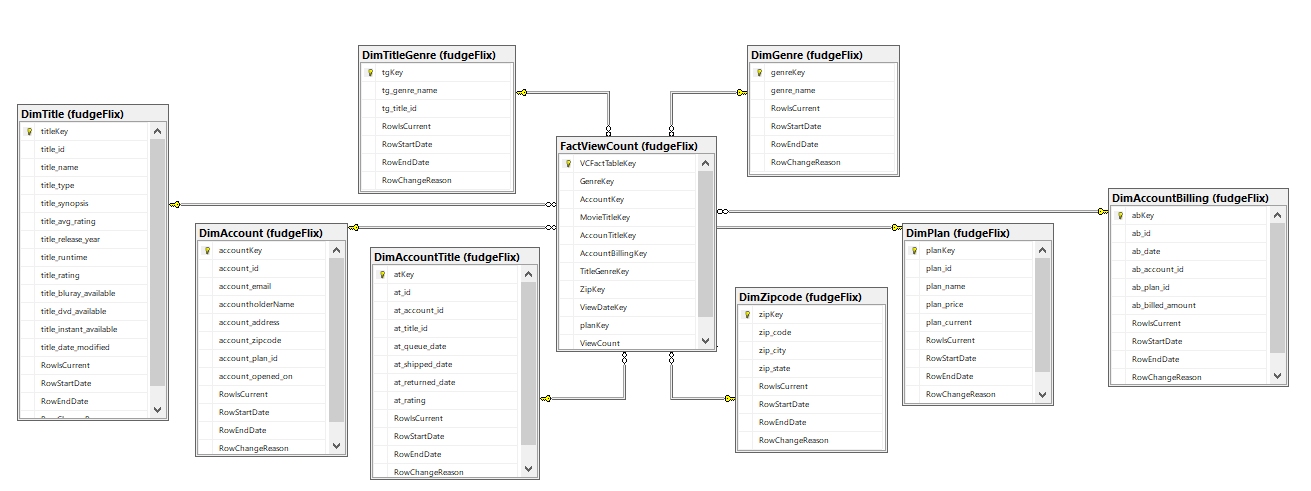 DimTitle (fudgeFlix)
titleKey
title_id
title_name
title_type
title_synopsis
title_avg_rating
title_release_year
title_runtime
title_rating
title_bluray_available
title_dvd_available
title_instant_available
title_date_modified
RowIsCurrent
RowStartDate
RowEndDate
DimAccount (fudgeFlix)
accountKey
account_id
account_email
accountholderName
account_address
account_zipcode
account_plan_id
account_opened_on
RowIsCurrent
RowStartDate
RowEndDate
RowChangeReason
DimTitleGenre (fudgeFlix)
tgKey
tg_genre_name
tg_title_id
RowIsCurrent
RowStartDate
RowEndDate
RowChangeReason
DimAccountTitle (fudgeFlix)
atKey
at_id
at_account_id
at_title_id
at_queue_date
at_shipped_date
at_returned_date
at_rating
RowIsCurrent
RowStartDate
RowEndDate
RowChangeReason
FactViewCount (fudgeFlix)
VCFactTableKey
GenreKey
AccountKey
MovieTitleKey
AccounTitleKey
AccountBillingKey
TitleGenreKey
ZipKey
ViewDateKey
planKey
ViewCount
DimGenre (fudgeFlix)
genreKey
genre_name
RowIsCurrent
RowStartDate
RowEndDate
RowChangeReason
DimZipcode (fudgeFlix)
zipKey
zip_code
zip_city
zip_state
RowIsCurrent
RowStartDate
RowEndDate
RowChangeReason
DimPlan (fudgeFlix)
planKey
plan_id
plan_name
plan_price
plan_current
RowIsCurrent
RowStartDate
RowEndDate
RowChangeReason
DimAccountBilling (fudgeFlix)
abKey
ab_id
ab_date
ab_account_id
ab_plan_id
ab_billed_amount
RowIsCurrent
RowStartDate
RowEndDate
RowChangeReason